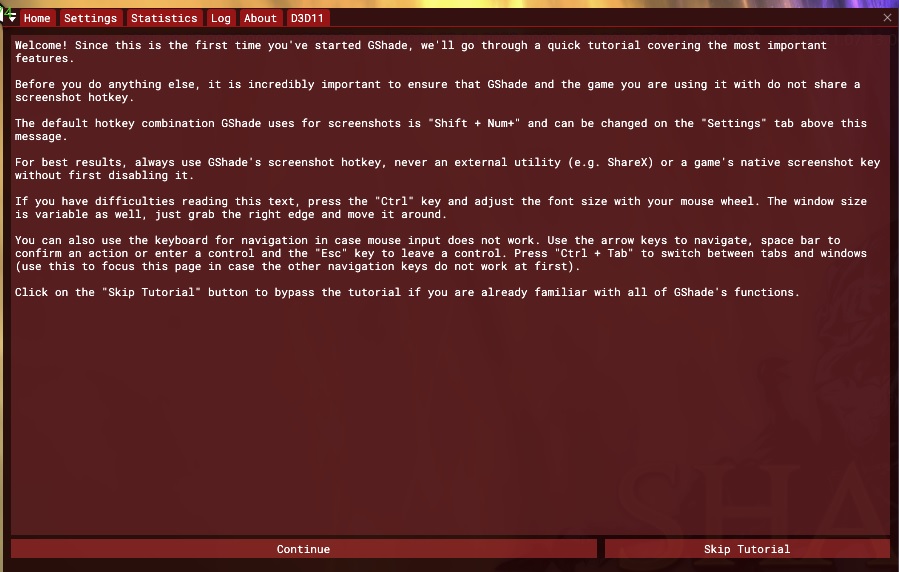 Home Settings Statistics Log About D3D11
Welcome! Since this is the first time you've started GShade, we'll go through a quick tutorial covering the most important
features.
Before you do anything else, it is incredibly important to ensure that GShade and the game you are using it with do not share a
screenshot hotkey.
The default hotkey combination GShade uses for screenshots is "Shift + Num+" and can be changed on the "Settings" tab above this
message.
For best results, always use GShade's screenshot hotkey, never an external utility (e.g. ShareX) or a game's native screenshot key
without first disabling it.
If you have difficulties reading this text, press the "Ctrl" key and adjust the font size with your mouse wheel. The window size
is variable as well, just grab the right edge and move it around.
You can also use the keyboard for navigation in case mouse input does not work. Use the arrow keys to navigate, space bar to
confirm an action or enter a control and the "Esc" key to leave a control. Press "Ctrl + Tab" to switch between tabs and windows
(use this to focus this page in case the other navigation keys do not work at first).
Click on the "Skip Tutorial" button to bypass the tutorial if you are already familiar with all of GShade's functions.
SHA
Continue Skip Tutorial